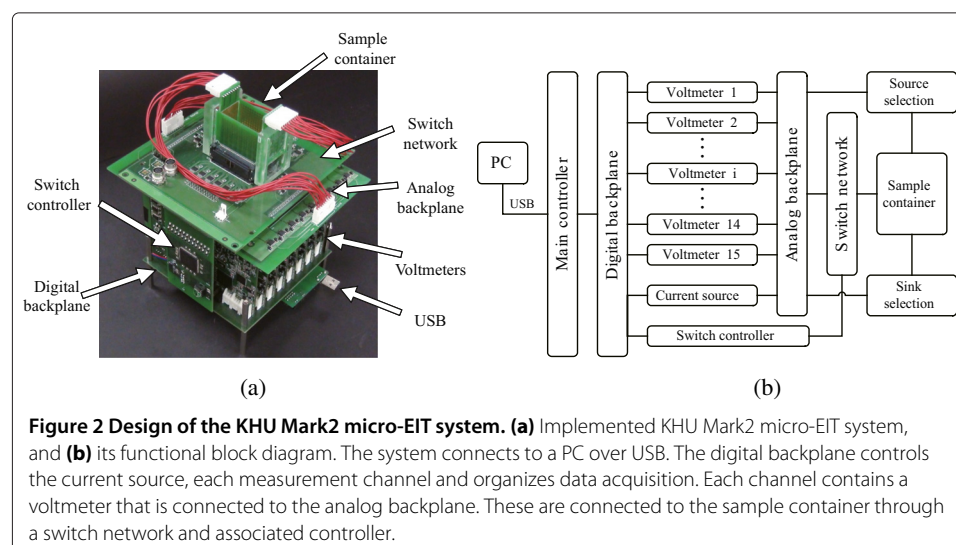 Sample
container
Switch
network
Switch
controller
Analog
backplane
Voltmeters
Digital
backplane
USB
(a)
PC
USB
Main controller
Digital backplane
Voltmeter 1
Voltmeter 2
Voltmeter i
Voltmeter 14
Voltmeter 15
Current source
Switch controller
Analog backplane
Switch network
Source
selection
Sample
container
Sink
selection
(b)
Figure 2 Design of the KHU Mark2 micro-EIT system. (a) Implemented KHU Mark2 micro-EIT system,
and (b) its functional block diagram. The system connects to a PC over USB. The digital backplane controls
the current source, each measurement channel and organizes data acquisition. Each channel contains a
voltmeter that is connected to the analog backplane. These are connected to the sample container through
a switch network and associated controller.